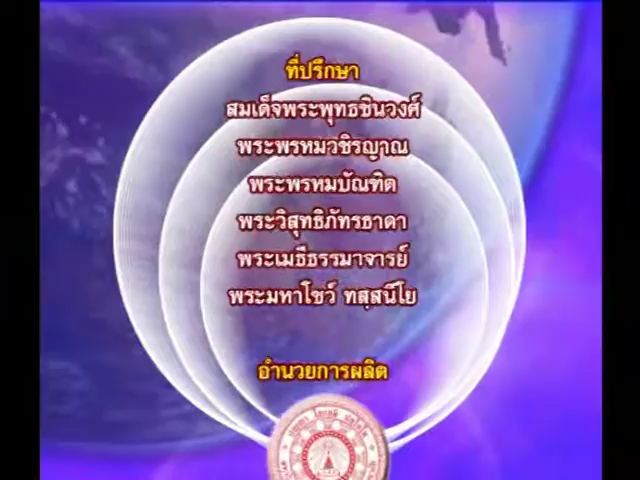 ที่ปรึกษา
สมเด็จพระพุทธชินวงศ์
พระพรหมวชิรญาณ
พระพรหมบัณฑิต
พระวิสุทธิภัทรธาดา
พระเมธีธรรมาจารย์
พระมหาโชว์ ทสฺสนีโย
อำนวยการผลิต